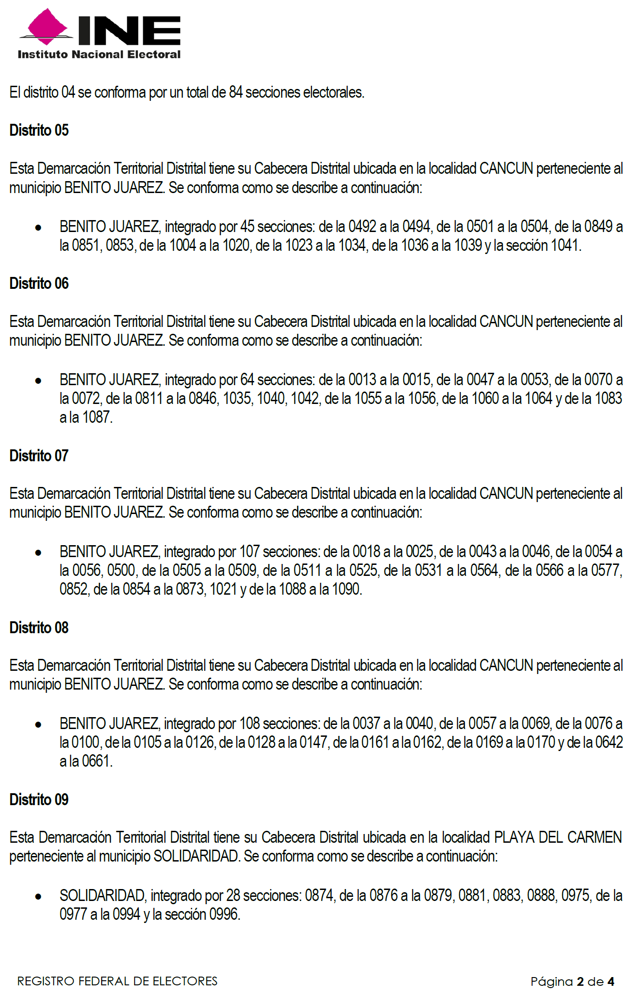 INE
Instituto Nacional Electoral
El distrito 04 se conforma por un total de 84 secciones electorales.
Distrito 05
Esta Demarcación Territorial Distrital tiene su Cabecera Distrital ubicada en la localidad CANCUN perteneciente al
municipio BENITO JUAREZ. Se conforma como se describe a continuación:
● BENITO JUAREZ, integrado por 45 secciones: de la 0492 a la 0494, de la 0501 a la 0504, de la 0849 a
la 0851, 0853, de la 1004 a la 1020, de la 1023 a la 1034, de la 1036 a la 1039 y la sección 1041.
Distrito 06
Esta Demarcación Territorial Distrital tiene su Cabecera Distrital ubicada en la localidad CANCUN perteneciente al
municipio BENITO JUAREZ. Se conforma como se describe a continuación:
● BENITO JUAREZ, integrado por 64 secciones: de la 0013 a la 0015, de la 0047 a la 0053, de la 0070 a
la 0072, de la 0811 a la 0846, 1035, 1040, 1042, de la 1055 a la 1056, de la 1060 a la 1064 y de la 1083
a la 1087.
Distrito 07
Esta Demarcación Territorial Distrital tiene su Cabecera Distrital ubicada en la localidad CANCUN perteneciente al
municipio BENITO JUAREZ. Se conforma como se describe a continuación:
● BENITO JUAREZ, integrado por 107 secciones: de la 0018 a la 0025, de la 0043 a la 0046, de la 0054 a
la 0056, 0500, de la 0505 a la 0509, de la 0511 a la 0525, de la 0531 a la 0564, de la 0566 a la 0577,
0852, de la 0854 a la 0873, 1021 y de la 1088 a la 1090.
Distrito 08
Esta Demarcación Territorial Distrital tiene su Cabecera Distrital ubicada en la localidad CANCUN perteneciente al
municipio BENITO JUAREZ. Se conforma como se describe a continuación:
● BENITO JUAREZ, integrado por 108 secciones: de la 0037 a la 0040, de la 0057 a la 0069, de la 0076 a
la 0100, de la 0105 a la 0126, de la 0128 a la 0147, de la 0161 a la 0162, de la 0169 a la 0170 y de la 0642
a la 0661.
Distrito 09
Esta Demarcación Territorial Distrital tiene su Cabecera Distrital ubicada en la localidad PLAYA DEL CARMEN
perteneciente al municipio SOLIDARIDAD. Se conforma como se describe a continuación:
● SOLIDARIDAD, integrado por 28 secciones: 0874, de la 0876 a la 0879, 0881, 0883, 0888, 0975, de la
0977 a la 0994 y la sección 0996.
REGISTRO FEDERAL DE ELECTORES
Página 2 de 4